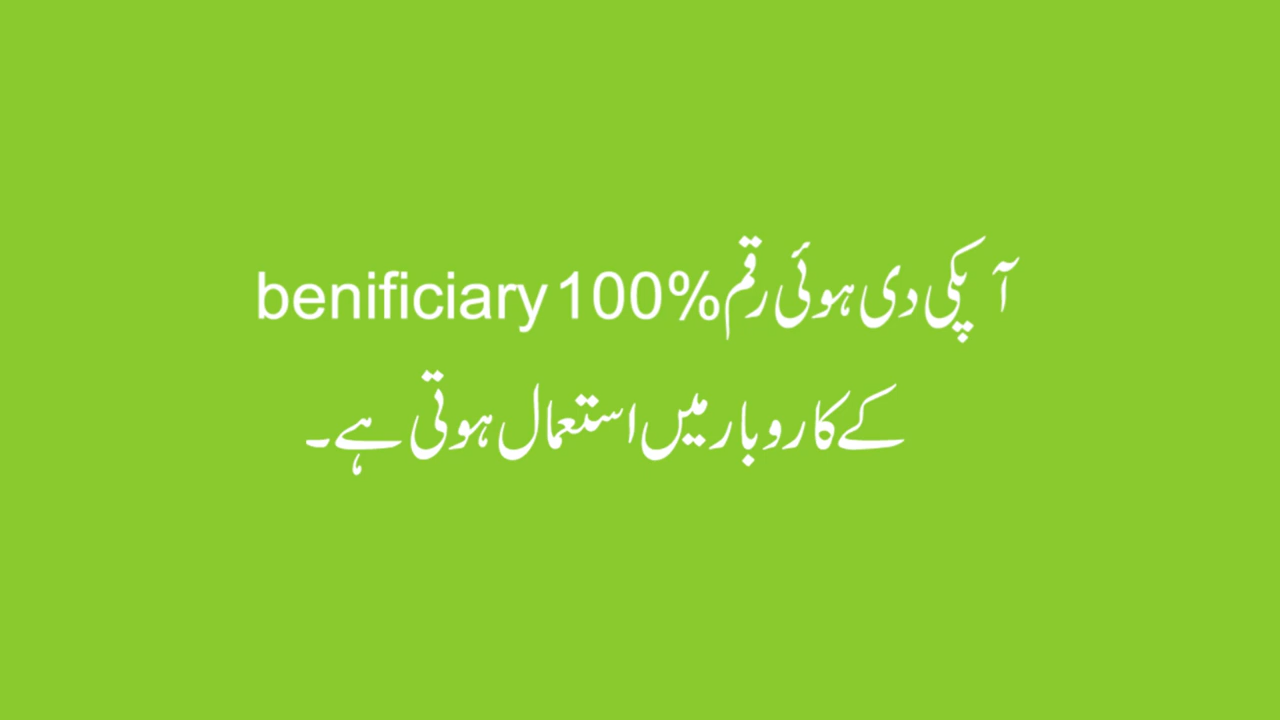 آپکی دی ہوئی رقم 100% benificiary
کے کاروبار میں استعمال ہوتی ہے۔